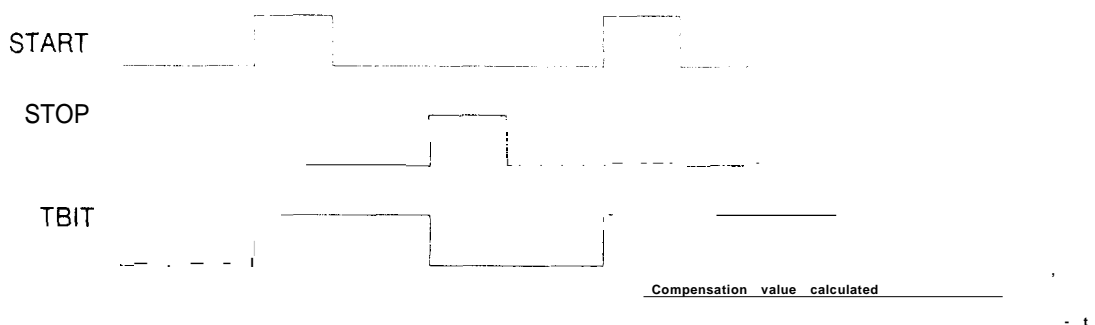 START
STOP
TBIT
Compensation value calculated
- t